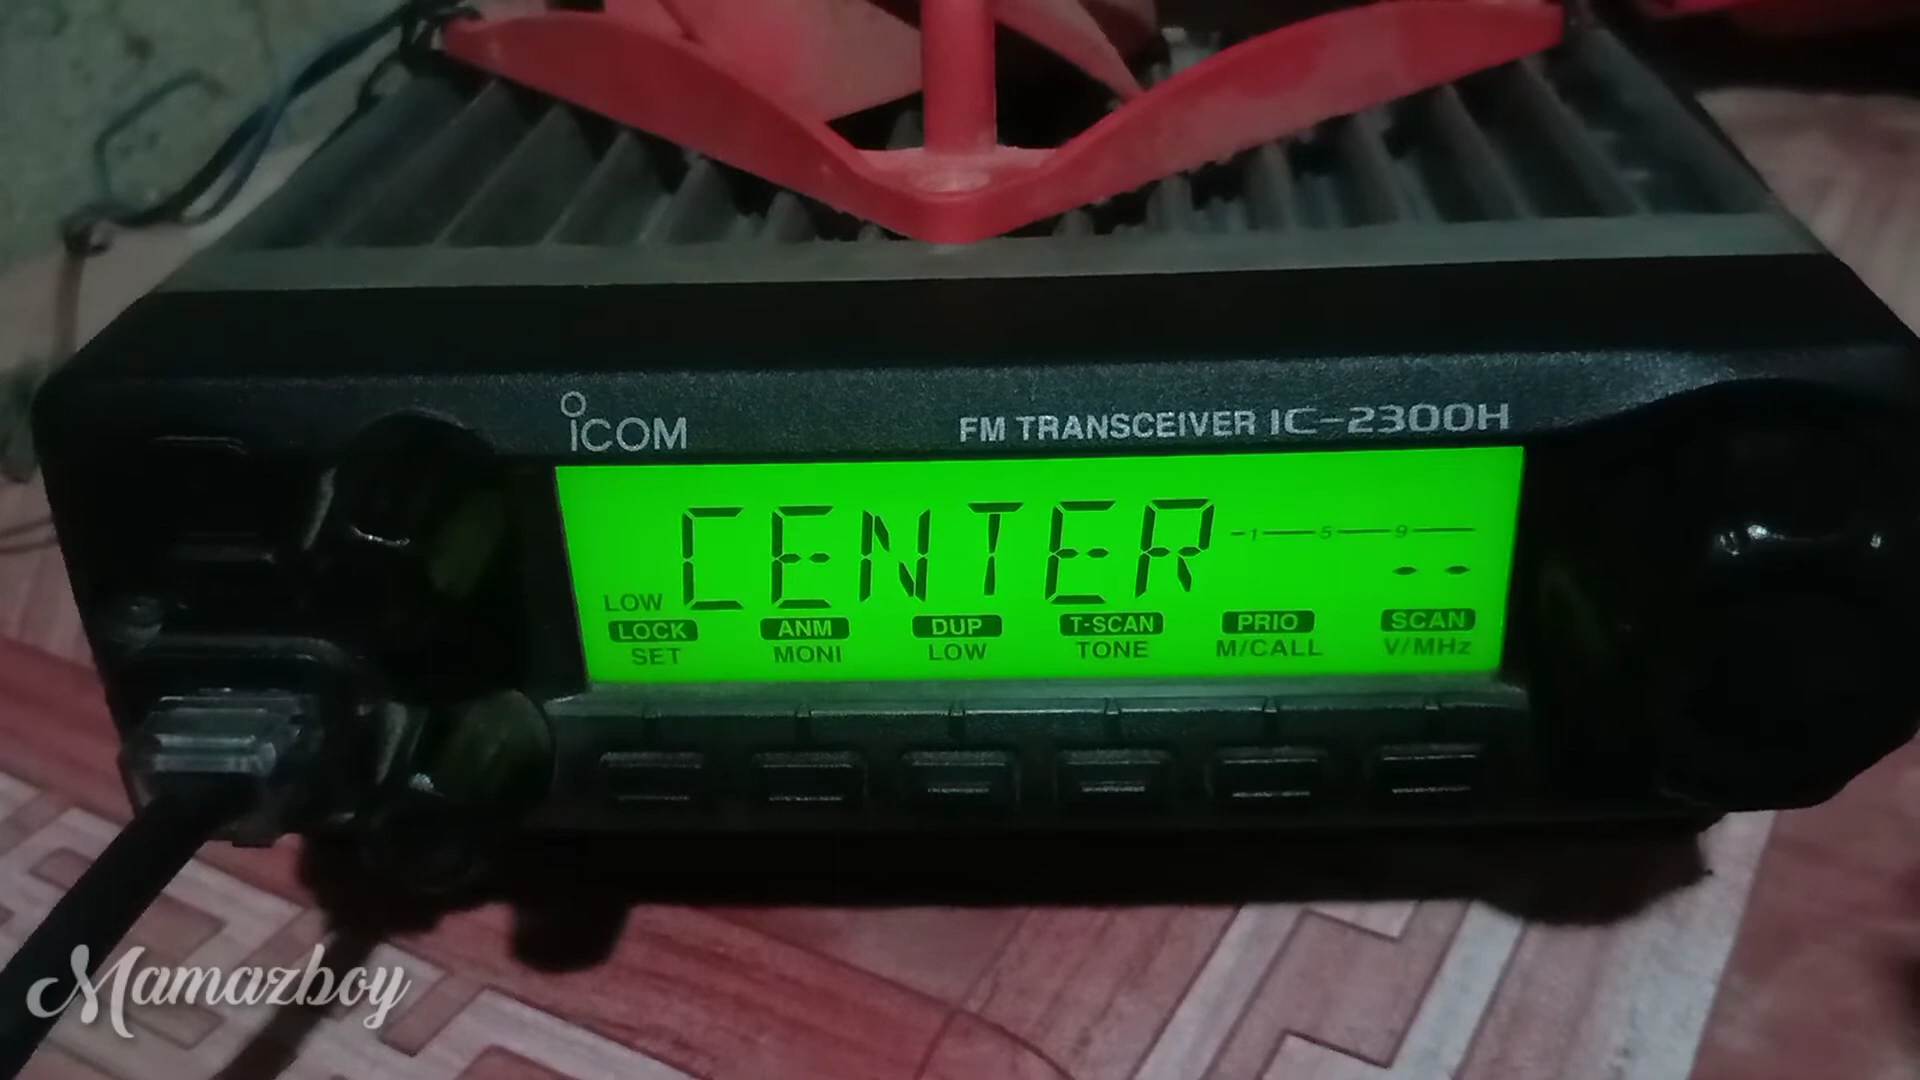 ICOM
FM TRANSCEIVER IC-2300H
CENTER
1 5 9
LOW
--
LOCK ANM DUP T-SCAN PRIO SCAN
SET MONI LOW TONE M/CALL V/MHz
Mamazboy